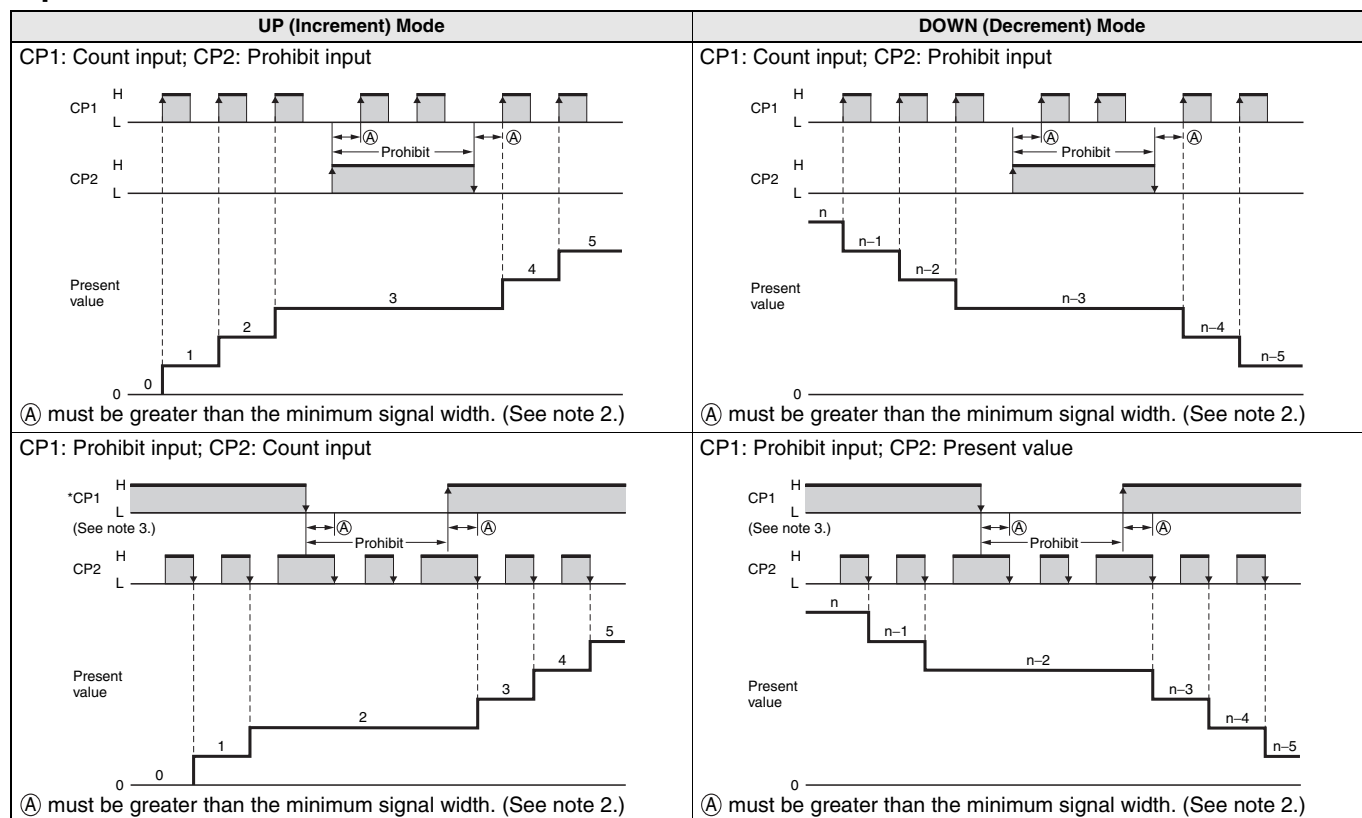 UP (Increment) Mode
DOWN (Decrement) Mode
CP1: Count input; CP2: Prohibit input
H
CP1
L
Ⓐ
Ⓐ
Prohibit
H
CP2
L
5
4
Present
value
3
2
1
0
0
Ⓐ must be greater than the minimum signal width. (See note 2.)
CP1: Count input; CP2: Prohibit input
H
CP1
L
Ⓐ
Ⓐ
Prohibit
H
CP2
L
n
n–1
n–2
Present
value
n–3
n–4
n–5
0
Ⓐ must be greater than the minimum signal width. (See note 2.)
CP1: Prohibit input; CP2: Count input
H
*CP1
L
(See note 3.)
Ⓐ
Ⓐ
Prohibit
H
CP2
L
5
4
Present
value
3
2
1
0
0
Ⓐ must be greater than the minimum signal width. (See note 2.)
CP1: Prohibit input; CP2: Present value
H
CP1
L
(See note 3.)
Ⓐ
Ⓐ
Prohibit
H
CP2
L
n
n–1
n–2
Present
value
n–3
n–4
n–5
0
Ⓐ must be greater than the minimum signal width. (See note 2.)